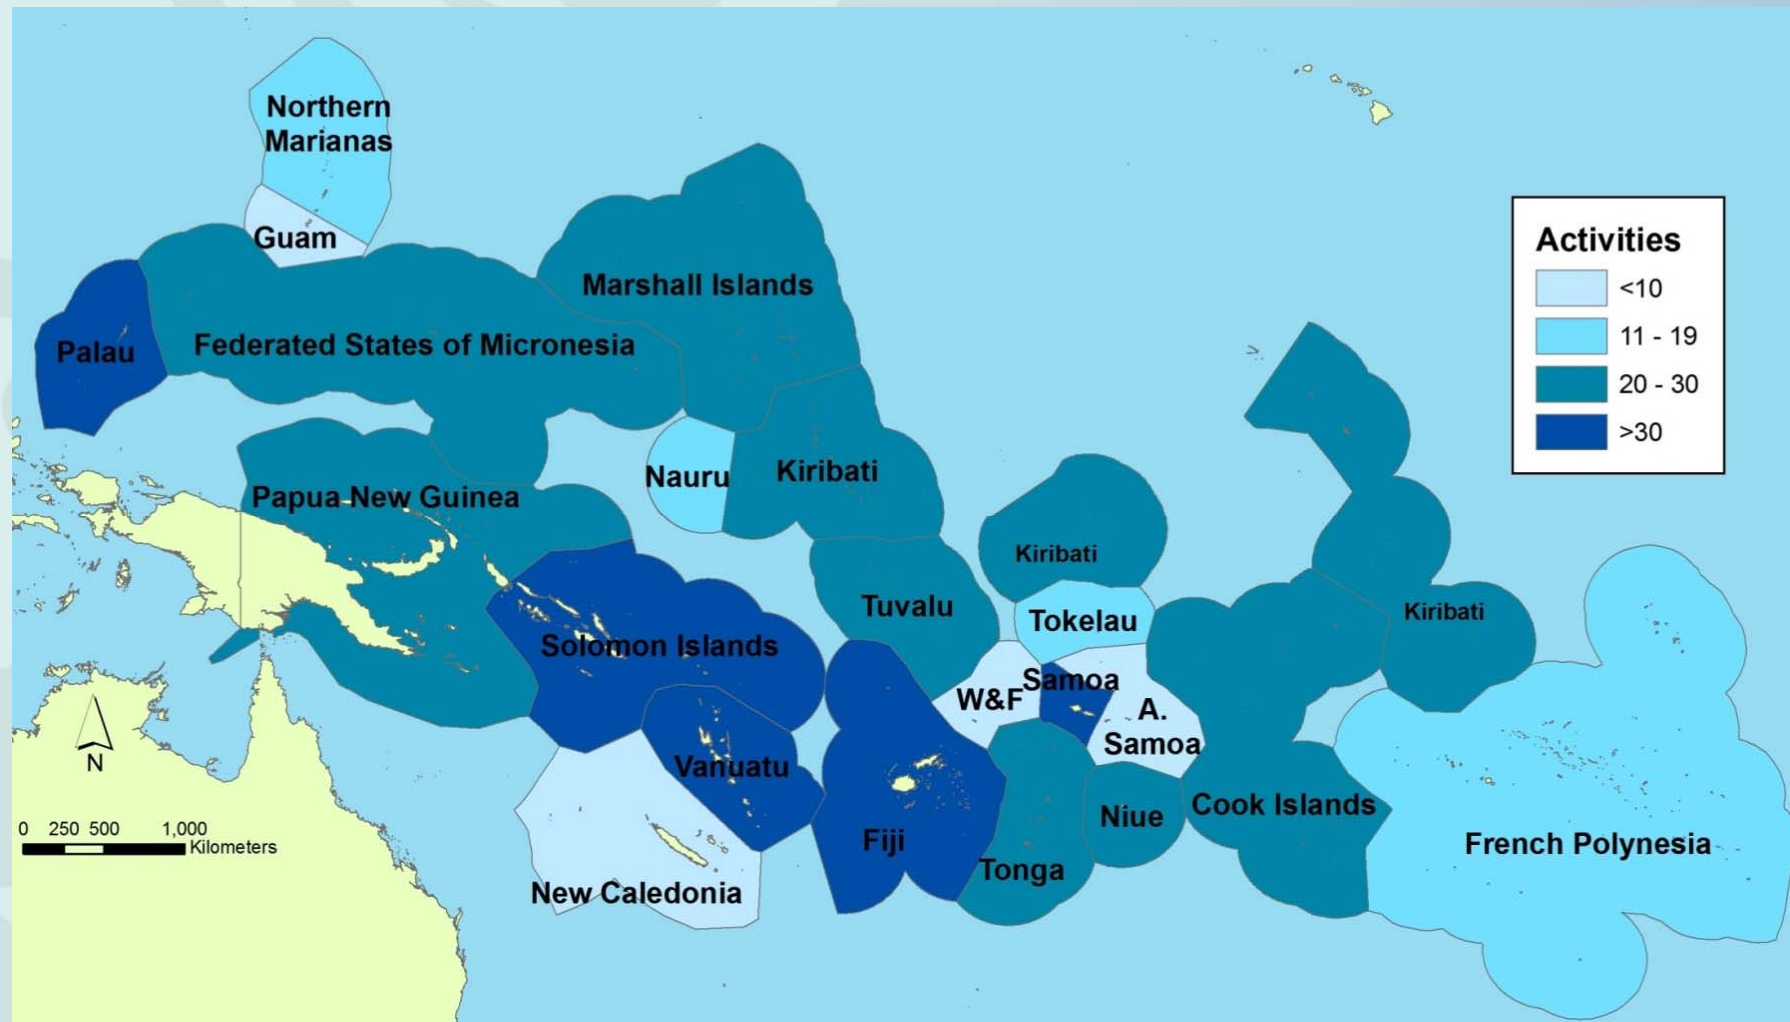 Northern
Marianas
Guam
Marshall Islands
Palau
Federated States of Micronesia
Nauru
Kiribati
Papua New Guinea
Kiribati
Tuvalu
Tokelau
Kiribati
Solomon Islands
Samoa
W&F
A.
Samoa
Vanuatu
Fiji
Niue
Cook Islands
Tonga
French Polynesia
New Caledonia
Activities
<10
11 - 19
20 - 30
>30
N
0 250 500 1,000
Kilometers